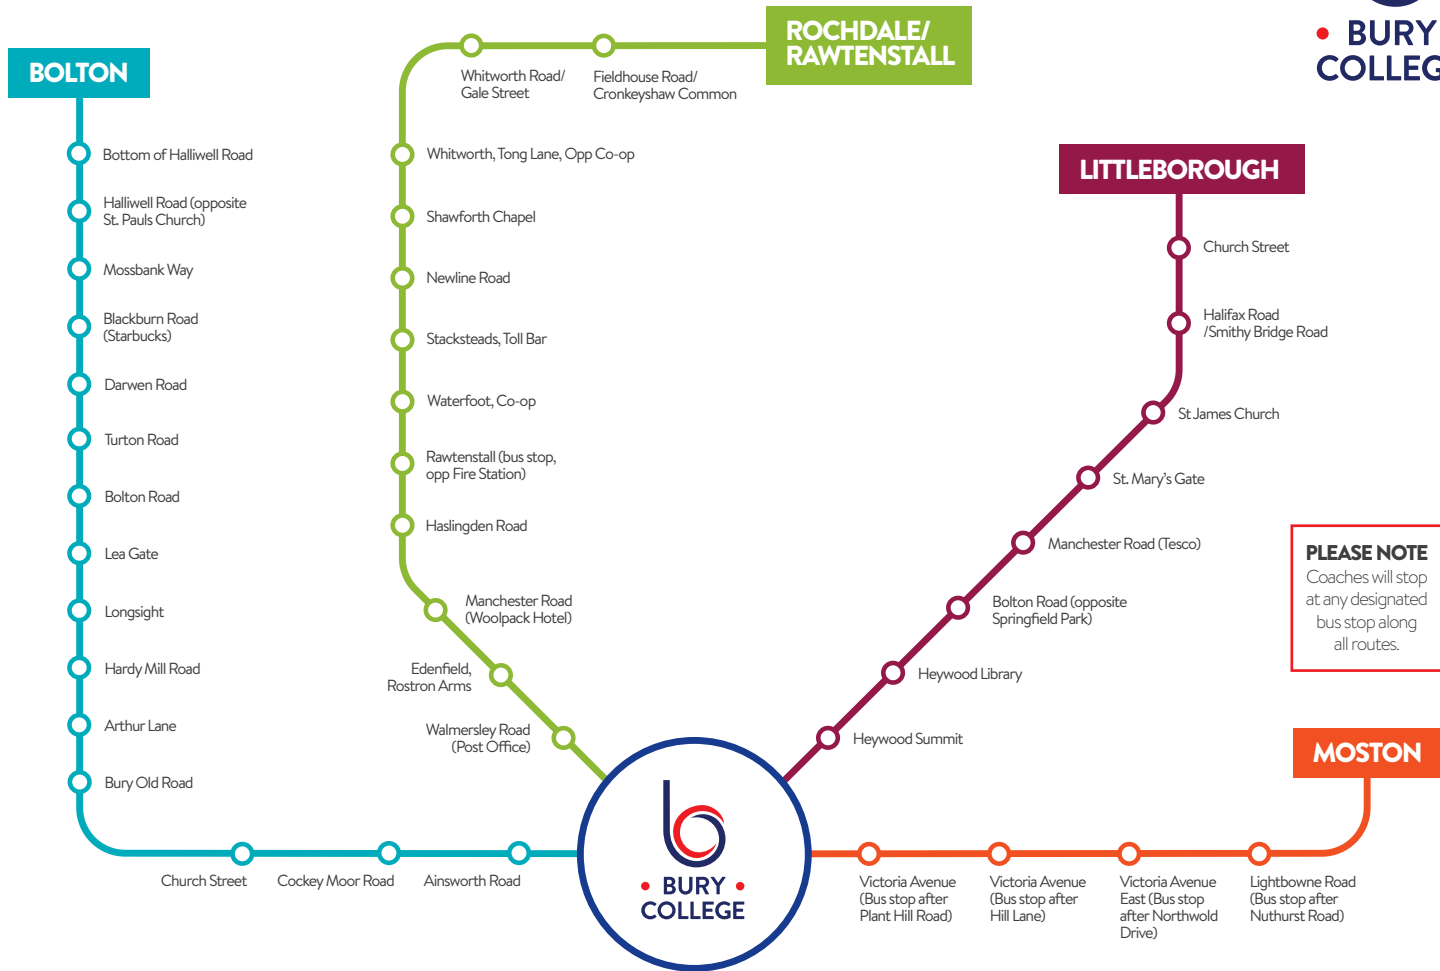 BOLTON
Bottom of Halliwell Road
Halliwell Road (opposite
St. Pauls Church)
Mossbank Way
Blackburn Road
(Starbucks)
Darwen Road
Turton Road
Bolton Road
Lea Gate
Longsight
Hardy Mill Road
Arthur Lane
Bury Old Road
Church Street
Cockey Moor Road
Ainsworth Road
ROCHDALE/
RAWTENSTALL
Fieldhouse Road/
Cronkeyshaw Common
Whitworth Road/
Gale Street
Whitworth, Tong Lane, Opp Co-op
Shawforth Chapel
Newline Road
Stacksteads, Toll Bar
Waterfoot, Co-op
Rawtenstall (bus stop,
opp Fire Station)
Haslingden Road
Manchester Road
(Woolpack Hotel)
Edenfield,
Rostron Arms
Walmersley Road
(Post Office)
BURY
COLLEG
LITTLEBOROUGH
Church Street
Halifax Road
/Smithy Bridge Road
St James Church
St. Mary's Gate
Manchester Road (Tesco)
Bolton Road (opposite
Springfield Park)
Heywood Library
Heywood Summit
PLEASE NOTE
Coaches will stop
at any designated
bus stop along
all routes.
MOSTON
Victoria Avenue
(Bus stop after
Plant Hill Road)
Victoria Avenue
(Bus stop after
Hill Lane)
Victoria Avenue
East (Bus stop
after Northwold
Drive)
Lightbowne Road
(Bus stop after
Nuthurst Road)
b
BURY
COLLEGE